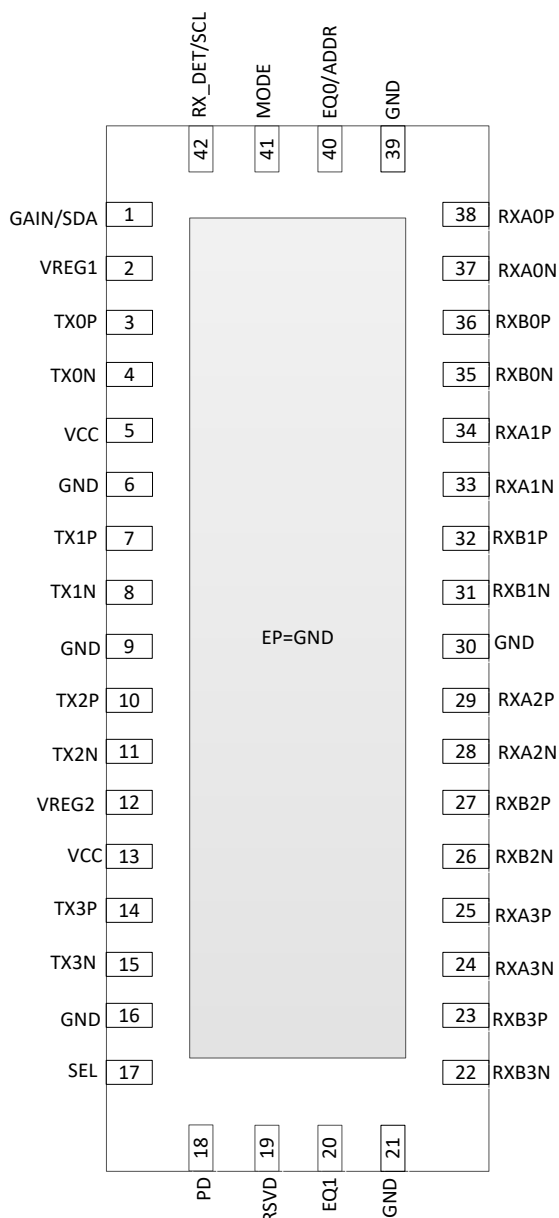 RX_DET/SCL
MODE
EQ0/ADDR
GND
42
41
40
39
GAIN/SDA 1
38 RXA0P
VREG1 2
37 RXA0N
TX0P 3
36 RXB0P
TX0N 4
35 RXB0N
VCC 5
34 RXA1P
GND 6
33 RXA1N
TX1P 7
32 RXB1P
TX1N 8
31 RXB1N
GND 9
EP=GND
30 GND
TX2P 10
29 RXA2P
TX2N 11
28 RXA2N
VREG2 12
27 RXB2P
VCC 13
26 RXB2N
TX3P 14
25 RXA3P
TX3N 15
24 RXA3N
GND 16
23 RXB3P
SEL 17
22 RXB3N
18
19
20
21
PD
RSVD
EQ1
GND